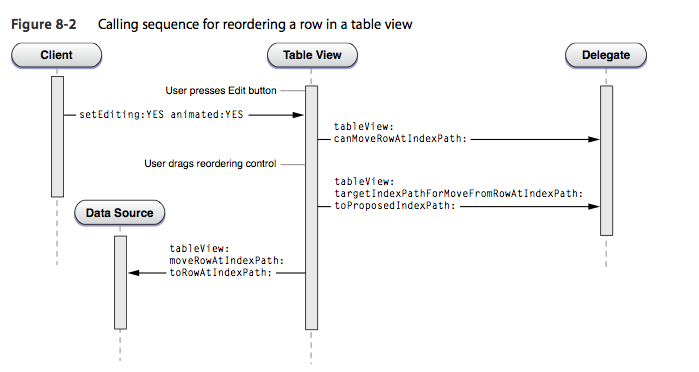 Figure 8-2 Calling sequence for reordering a row in a table view
Client
Table View
Delegate
User presses Edit button
setEditing:YES animated:YES
tableView:
canMoveRowAtIndexPath:
User drags reordering control
tableView:
targetIndexPathForMoveFromRowAtIndexPath:
toProposedIndexPath:
Data Source
tableView:
moveRowAtIndexPath:
toRowAtIndexPath: